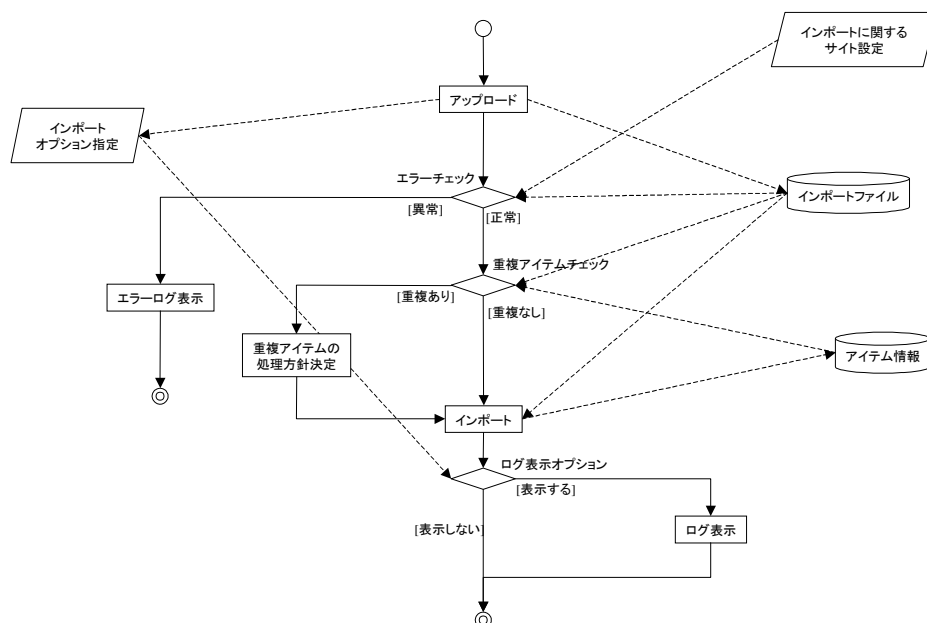 インポートに関する
サイト設定
アップロード
インポート
オプション指定
エラーチェック
[異常]
[正常]
インポートファイル
重複アイテムチェック
[重複あり]
[重複なし]
エラーログ表示
重複アイテムの
処理方針決定
アイテム情報
インポート
ログ表示オプション
[表示する]
[表示しない]
ログ表示